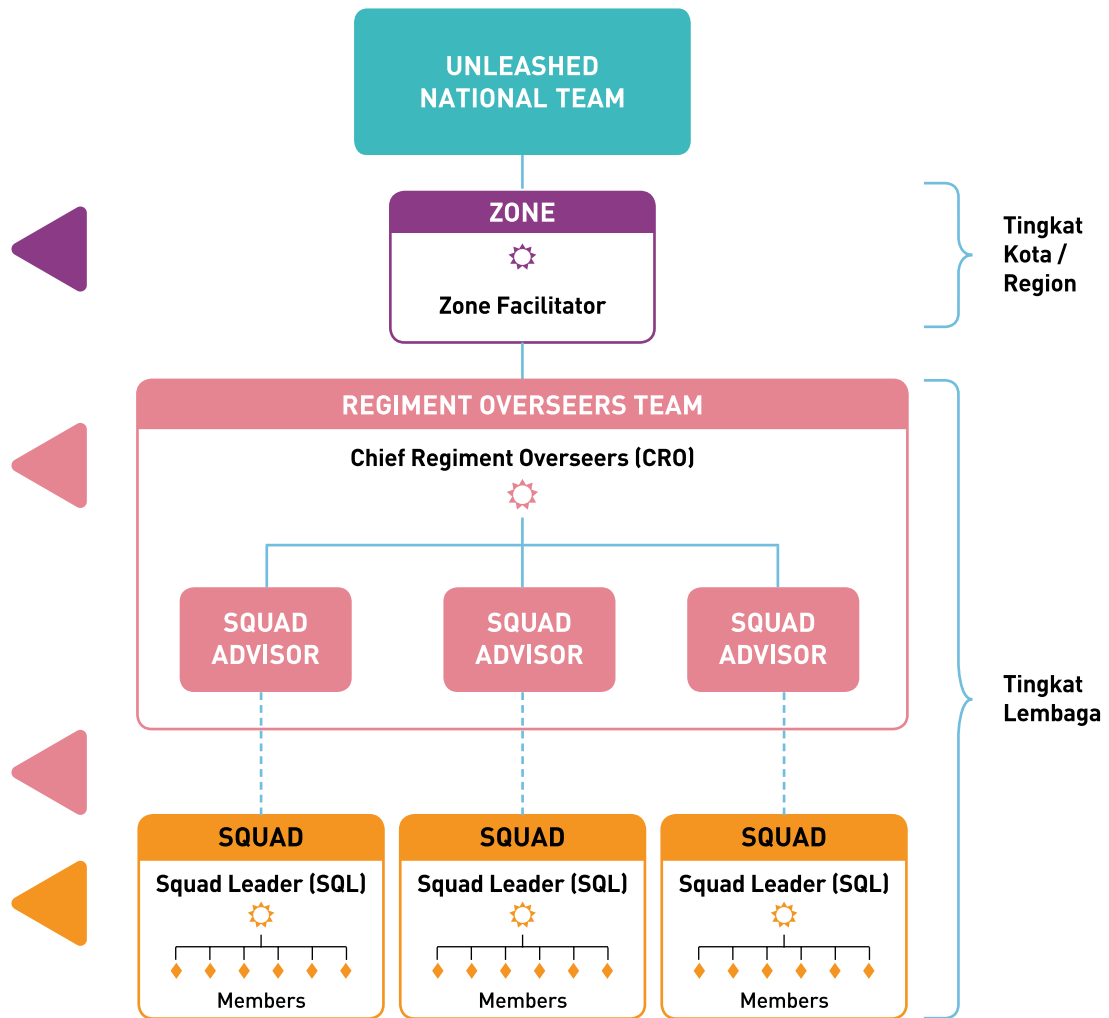 UNLEASHED
NATIONAL TEAM
ZONE
Zone Facilitator
Tingkat
Kota /
Region
REGIMENT OVERSEERS TEAM
Chief Regiment Overseers (CRO)
SQUAD
ADVISOR
SQUAD
ADVISOR
SQUAD
ADVISOR
Tingkat
Lembaga
SQUAD
Squad Leader (SQL)
Members
SQUAD
Squad Leader (SQL)
Members
SQUAD
Squad Leader (SQL)
Members